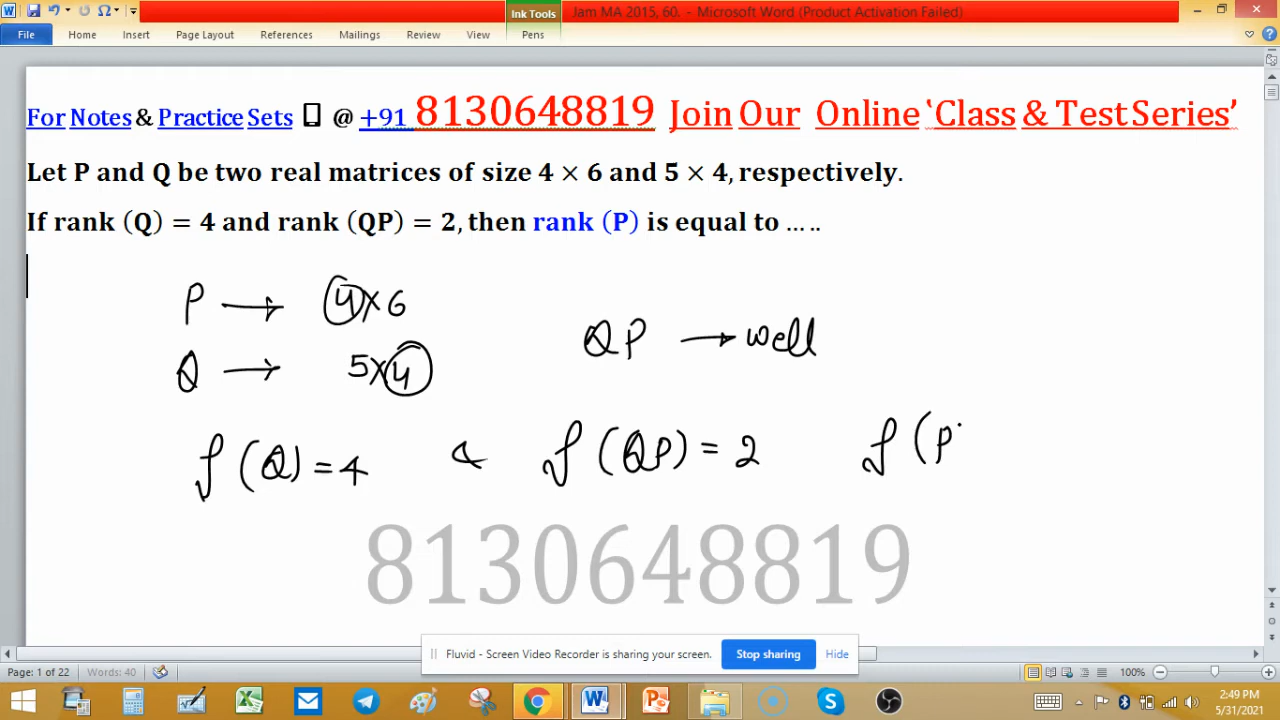 Ink Tools
Jam MA 2015, 60. - Microsoft Word (Product Activation Failed)
File Home Insert Page Layout References Mailings Review View Pens
For Notes & Practice Sets @ +91 8130648819 Join Our Online 'Class & Test Series'
Let P and Q be two real matrices of size 4 × 6 and 5 × 4, respectively.
If rank (Q) = 4 and rank (QP) = 2, then rank (P) is equal to ... ..
P → 4×6
QP → well
Q → 5×4
ρ(Q) = 4 & ρ(QP) = 2 ρ(P
8130648819
Fluvid - Screen Video Recorder is sharing your screen. Stop sharing Hide
Page: 1 of 22 Words: 40 100%
2:49 PM
5/31/2021